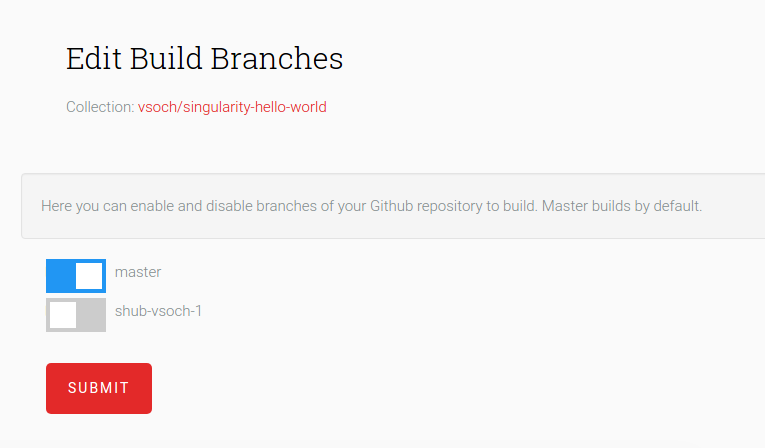 Edit Build Branches
Collection: vsoch/singularity-hello-world
Here you can enable and disable branches of your Github repository to build. Master builds by default.
master
shub-vsoch-1
SUBMIT